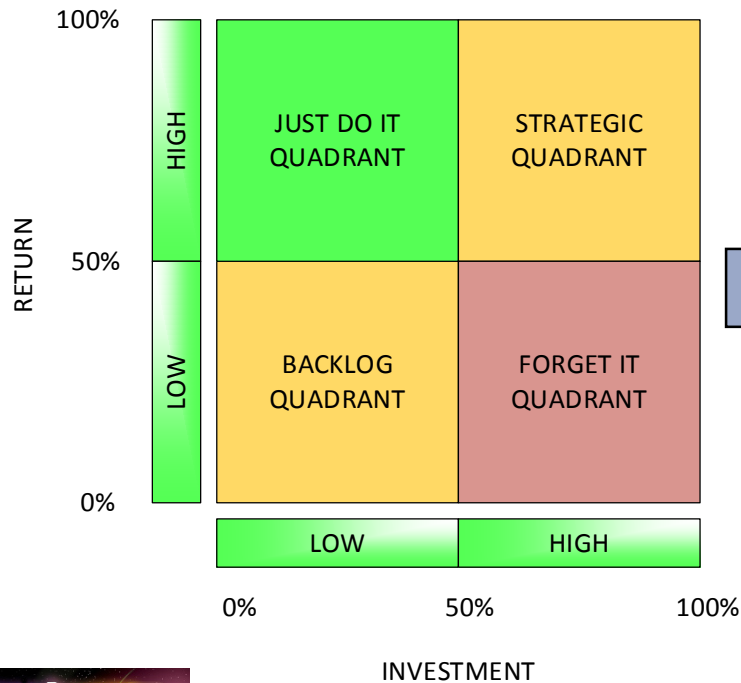 100%
HIGH
JUST DO IT
QUADRANT
STRATEGIC
QUADRANT
RETURN
50%
LOW
BACKLOG
QUADRANT
FORGET IT
QUADRANT
0%
LOW
HIGH
0%
50%
100%
INVESTMENT